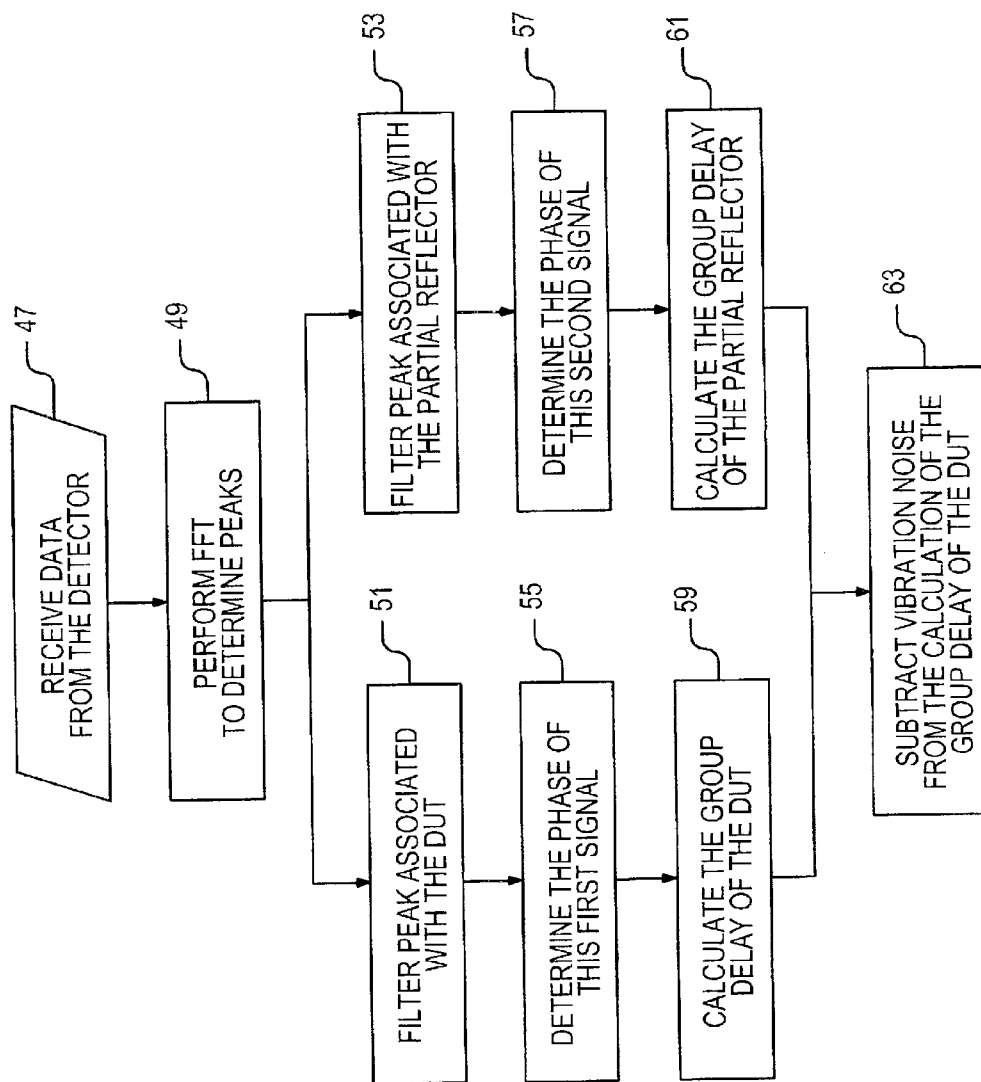 47
RECEIVE DATA
FROM THE DETECTOR
49
PERFORM FFT
TO DETERMINE PEAKS
51
FILTER PEAK ASSOCIATED
WITH THE DUT
53
FILTER PEAK ASSOCIATED WITH
THE PARTIAL REFLECTOR
55
DETERMINE THE PHASE OF
THIS FIRST SIGNAL
57
DETERMINE THE PHASE OF
THIS SECOND SIGNAL
59
CALCULATE THE GROUP
DELAY OF THE DUT
61
CALCULATE THE GROUP DELAY
OF THE PARTIAL REFLECTOR
63
SUBTRACT VIBRATION NOISE
FROM THE CALCULATION OF THE
GROUP DELAY OF THE DUT